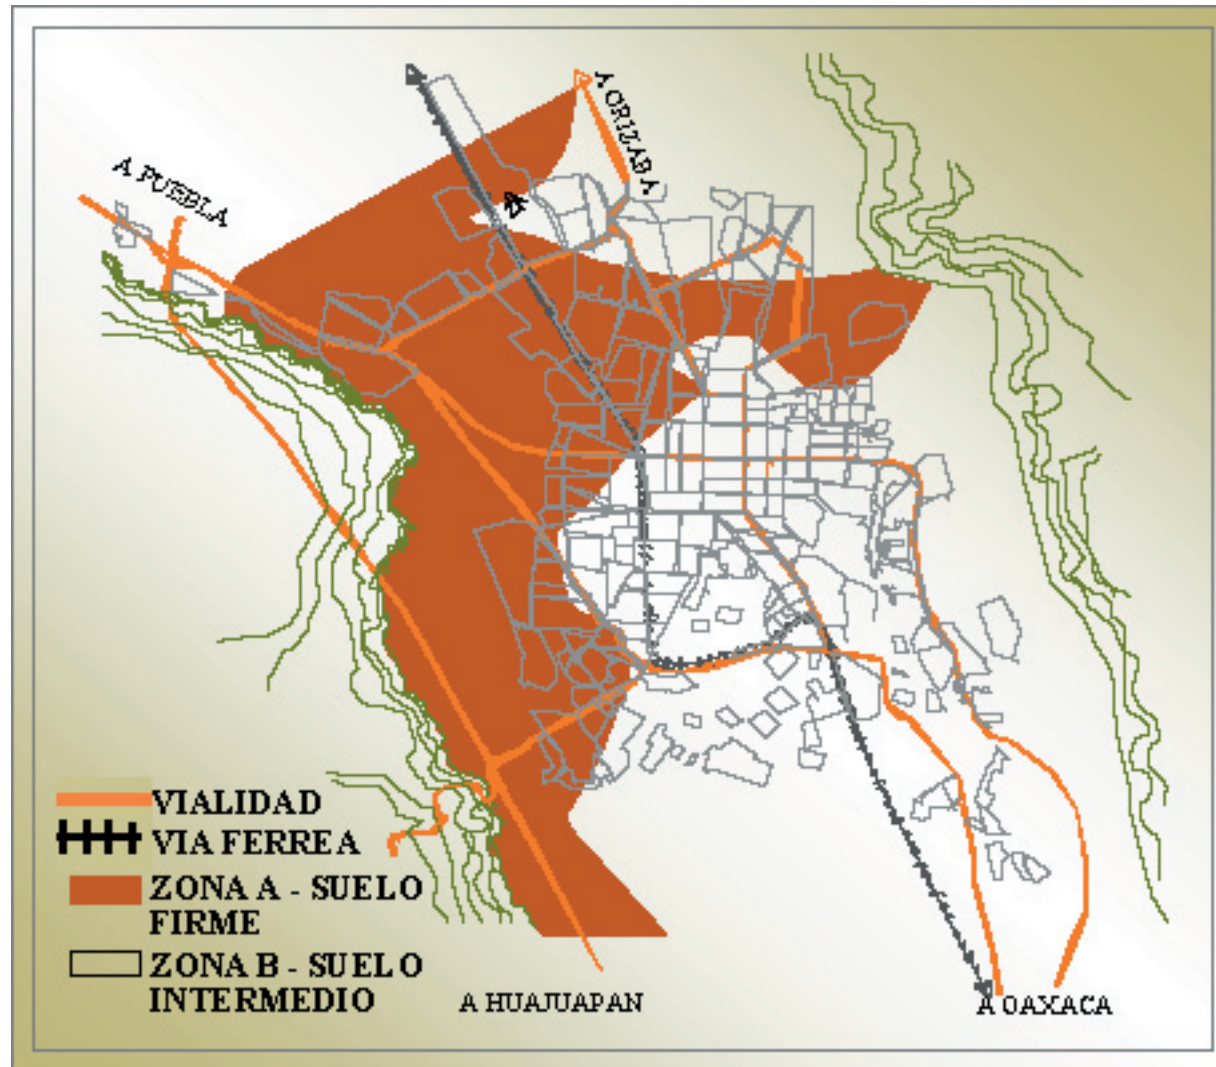 A ORIZABA
A PUEBLA
VIALIDAD
VIA FERREA
ZONA A - SUELO
FIRME
ZONA B - SUELO
INTERMEDIO
A HUAJUAPAN
A OAXACA